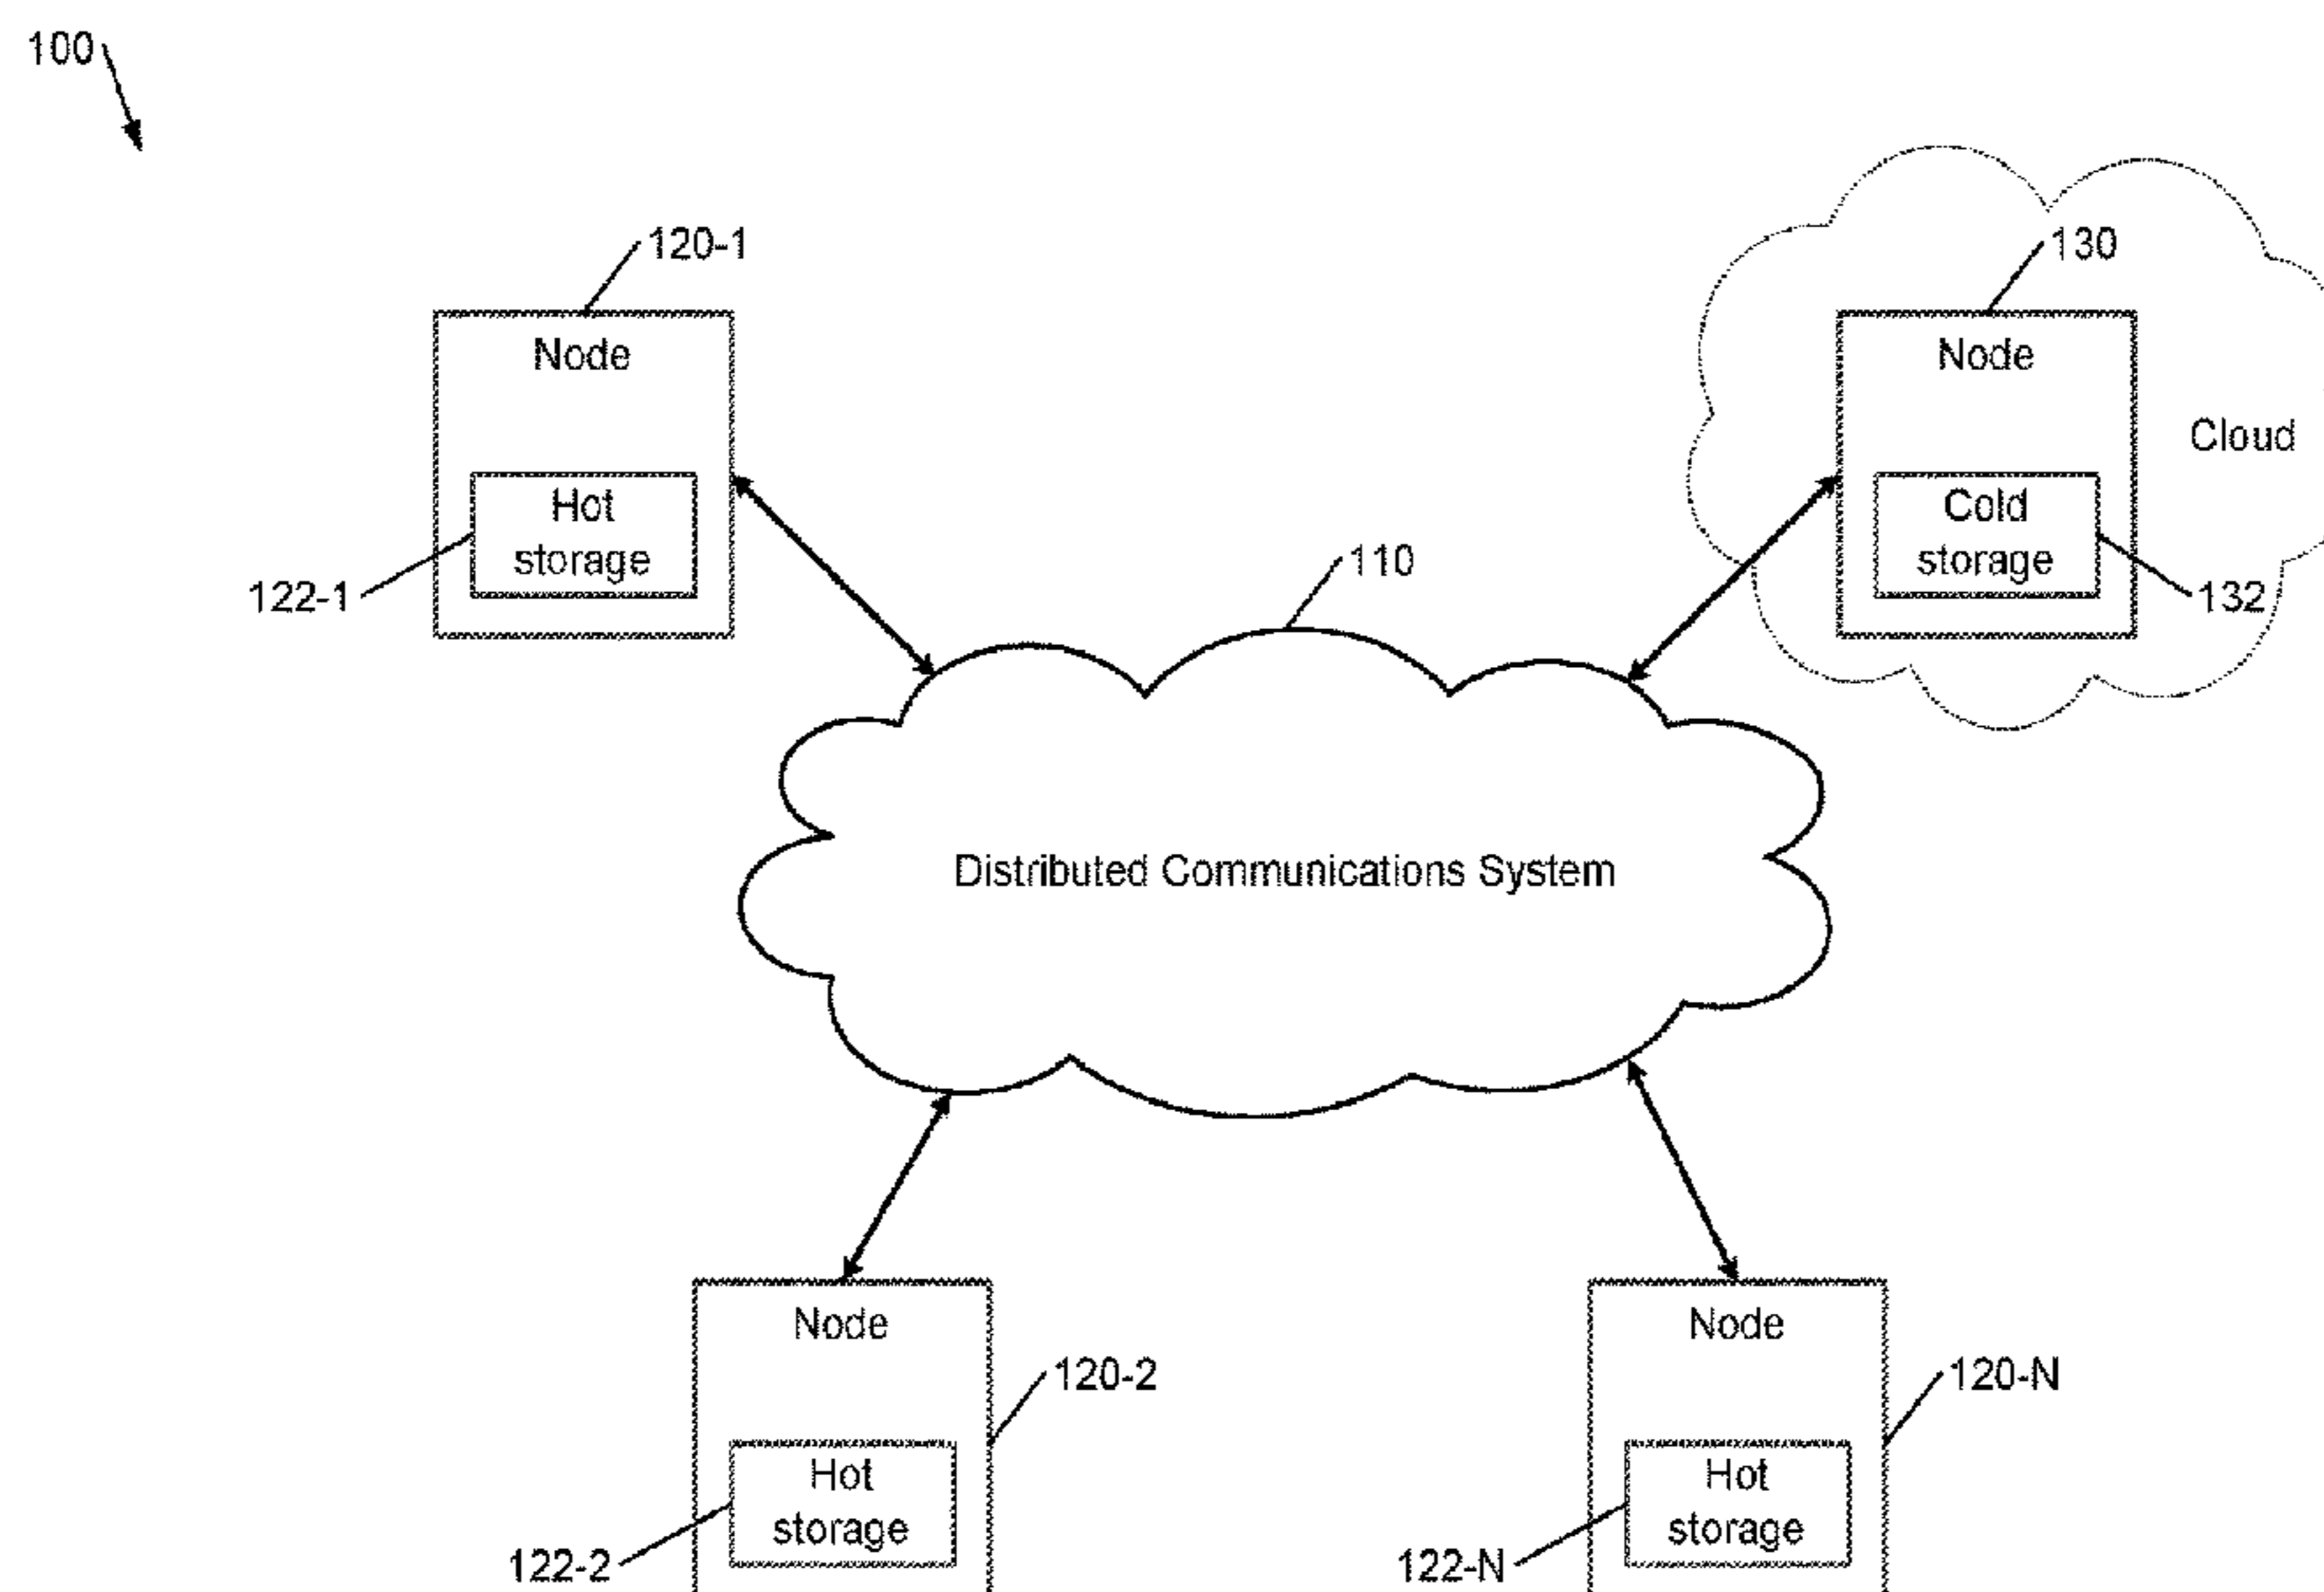 100
120-1
130
Node
Node
Cloud
Hot
storage
Cold
storage
122-1
110
132
Distributed Communications System
Node
Node
120-2
120-N
Hot
storage
Hot
storage
122-2
122-N